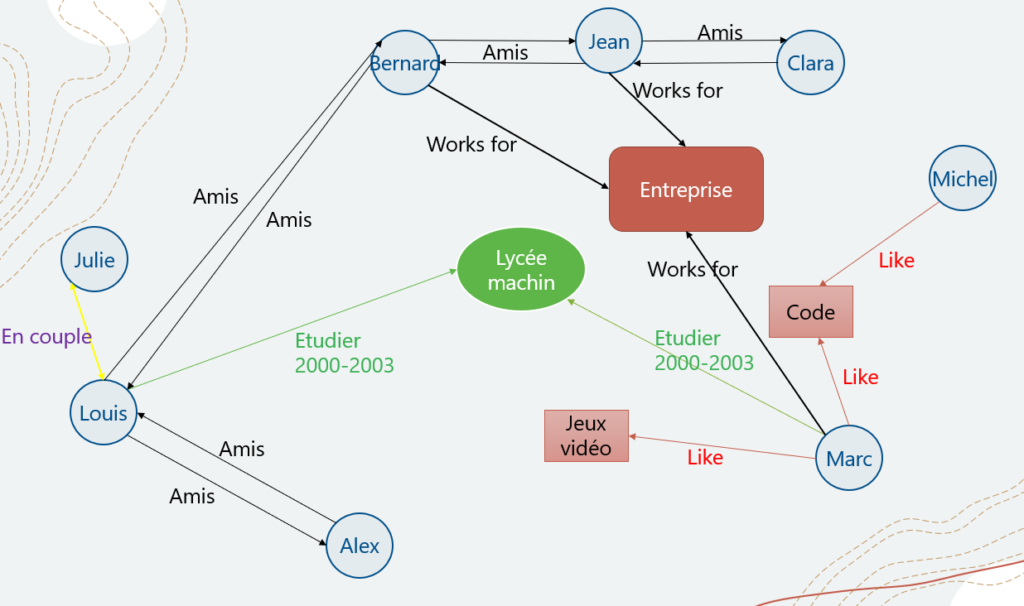 Jean
Amis
Bernard
Amis
Clara
Works for
Works for
Entreprise
Michel
Amis
Amis
Julie
Lycée
machin
Works for
Like
Code
En couple
Etudier
2000-2003
Etudier
2000-2003
Like
Louis
Jeux
vidéo
Amis
Like
Marc
Amis
Alex